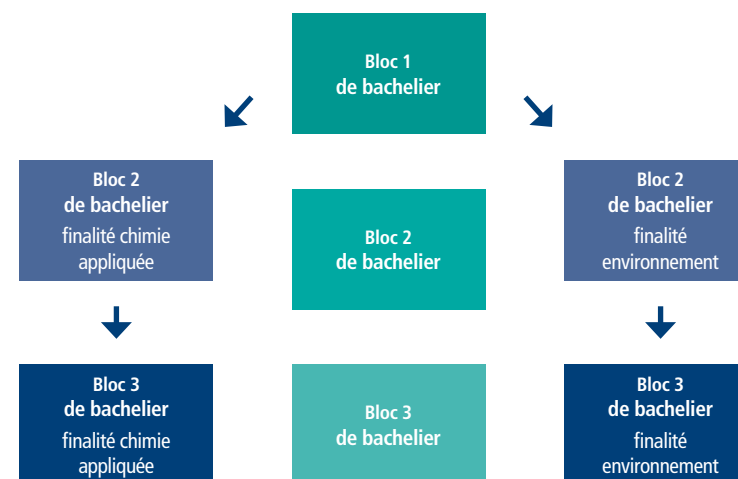 Bloc 1
de bachelier
Bloc 2
de bachelier
finalité chimie
appliquée
Bloc 2
de bachelier
Bloc 2
de bachelier
finalité
environnement
Bloc 3
de bachelier
finalité chimie
appliquée
Bloc 3
de bachelier
Bloc 3
de bachelier
finalité
environnement